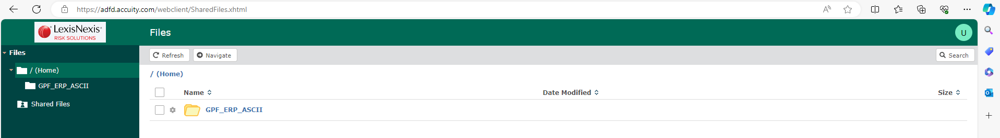 https://adfd.accuity.com/webclient/SharedFiles.xhtml
LexisNexis®
RISK SOLUTIONS
Files
U
Files
/ (Home)
GPF_ERP_ASCII
Shared Files
Refresh
Navigate
Search
/ (Home)
Name
Date Modified
Size
GPF_ERP_ASCII